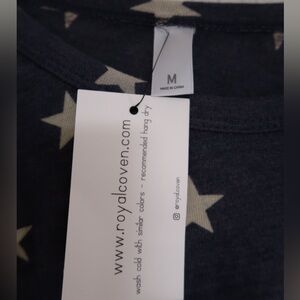 M
MADE IN CHINA
www.royalcoven.com
wash cold with similar colors - recommended hang dry
@royalcoven